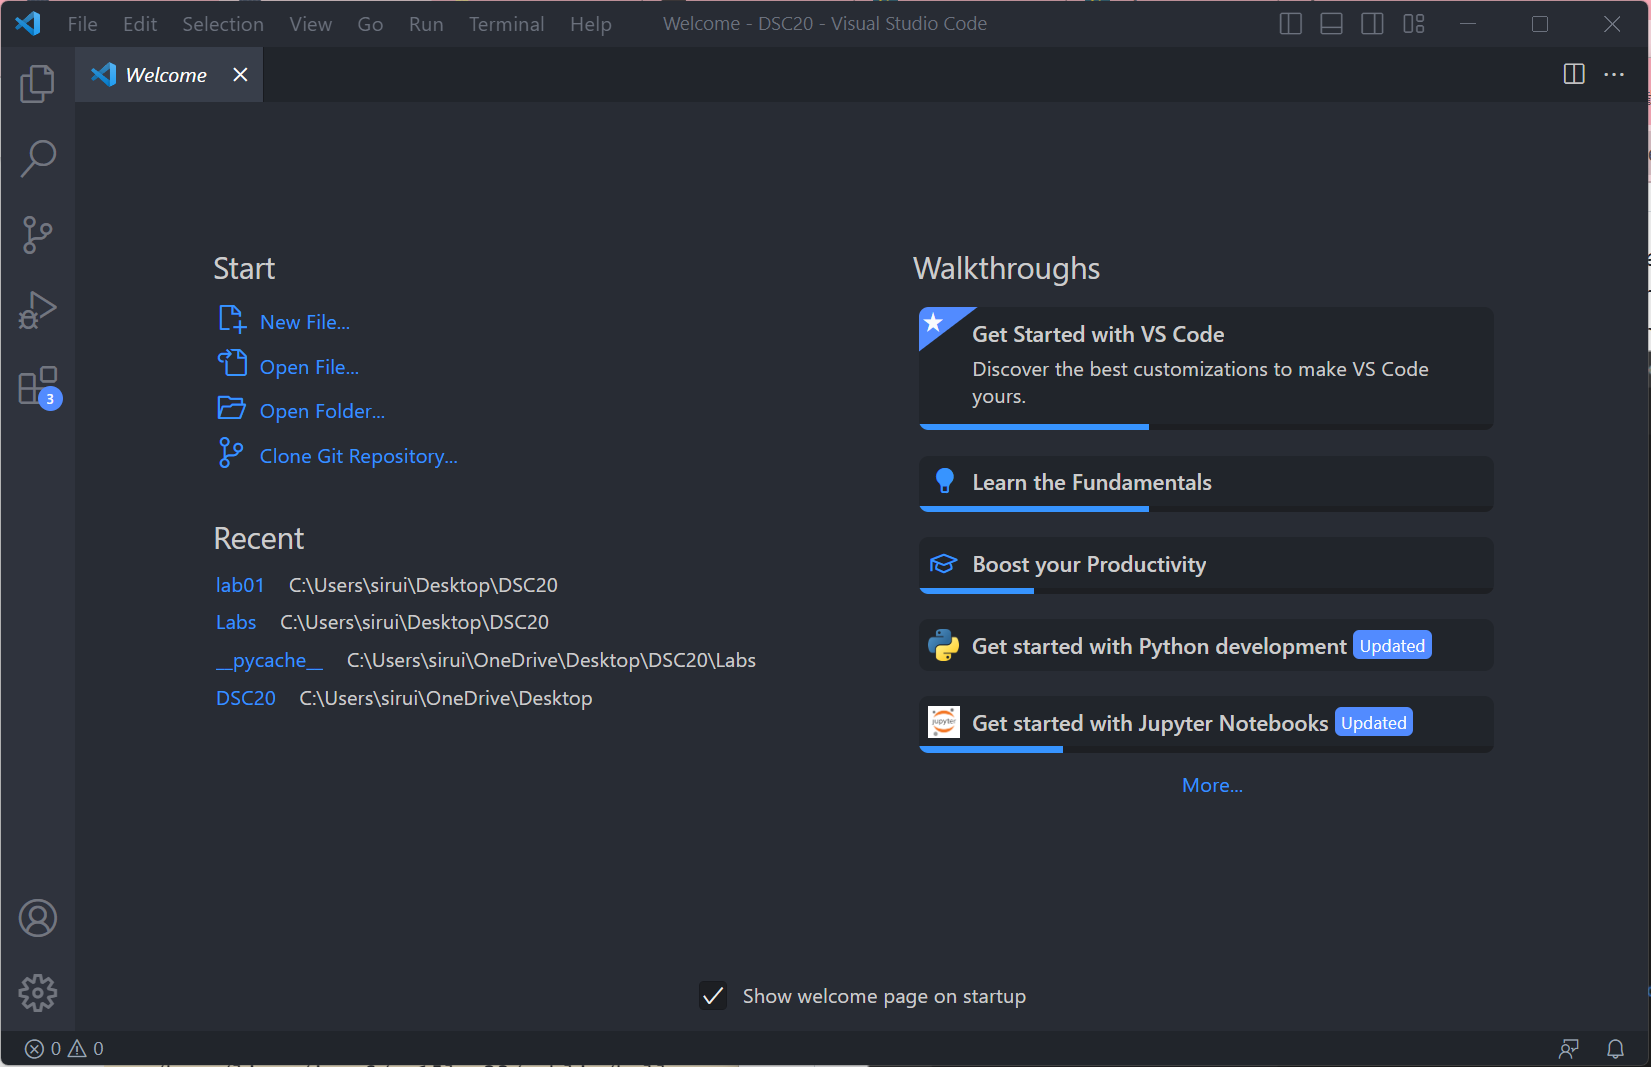 File Edit Selection View Go Run Terminal Help Welcome - DSC20 - Visual Studio Code
Welcome
3
Start
New File...
Open File...
Open Folder...
Clone Git Repository...
Recent
lab01 C:\Users\sirui\Desktop\DSC20
Labs C:\Users\sirui\Desktop\DSC20
__pycache__ C:\Users\sirui\OneDrive\Desktop\DSC20\Labs
DSC20 C:\Users\sirui\OneDrive\Desktop
Walkthroughs
Get Started with VS Code
Discover the best customizations to make VS Code
yours.
Learn the Fundamentals
Boost your Productivity
Get started with Python development Updated
jupyter
Get started with Jupyter Notebooks Updated
More...
Show welcome page on startup
0 0